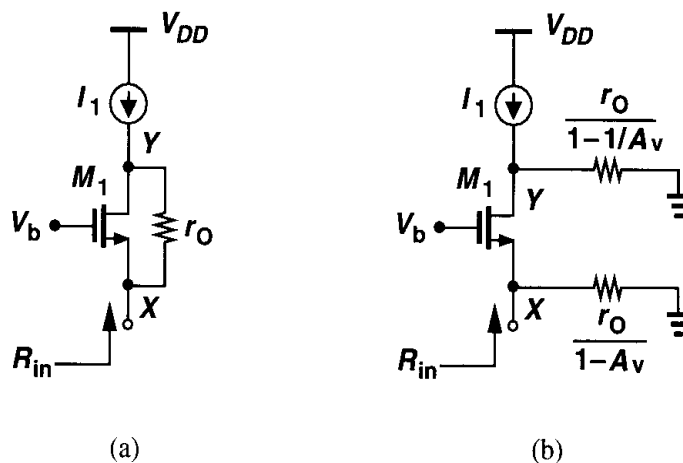 V_DD
I_1
Y
M_1
V_b
r_O
X
R_in
(a)
V_DD
I_1
r_O
1−1/A_v
M_1
Y
V_b
X
r_O
1−A_v
R_in
(b)